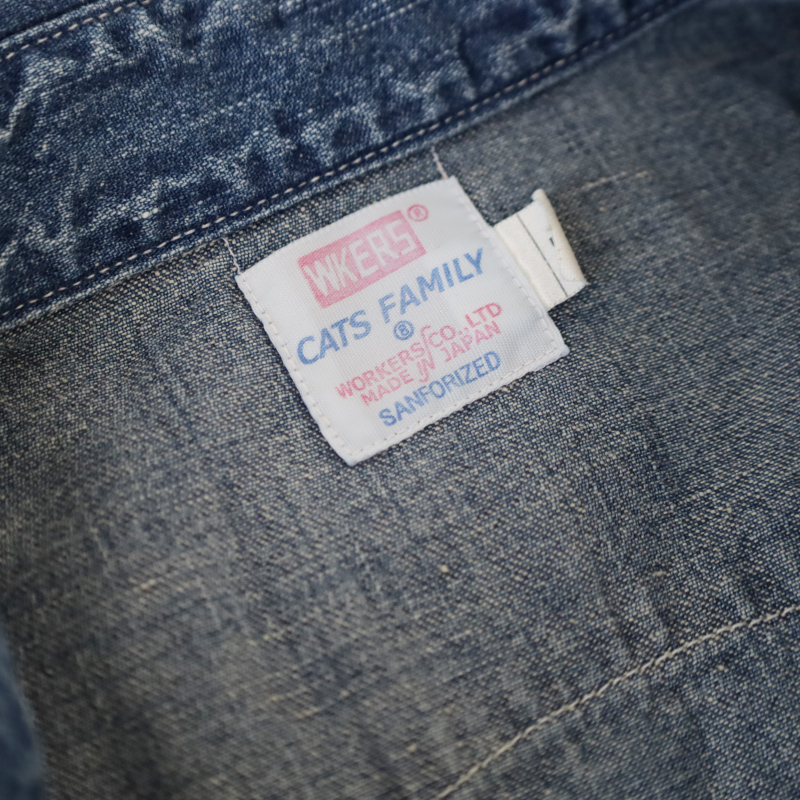 WKERS®
CATS FAMILY
®
WORKERS CO., LTD
MADE IN JAPAN
SANFORIZED